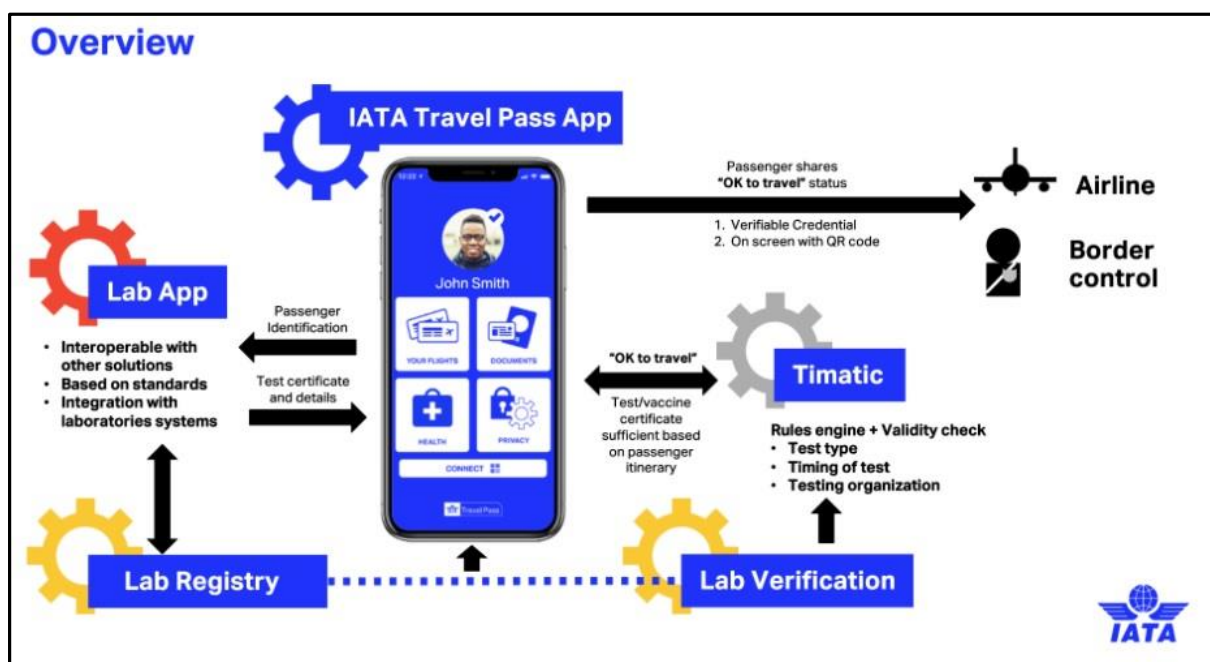 Overview
IATA Travel Pass App
10:22
John Smith
YOUR FLIGHTS
DOCUMENTS
HEALTH
PRIVACY
CONNECT
Travel Pass
Passenger shares
"OK to travel" status
1. Verifiable Credential
2. On screen with QR code
Airline
Border
control
Lab App
• Interoperable with
other solutions
• Based on standards
• Integration with
laboratories systems
Passenger
Identification
Test certificate
and details
"OK to travel"
Test/vaccine
certificate
sufficient based
on passenger
itinerary
Timatic
Rules engine + Validity check
• Test type
• Timing of test
• Testing organization
Lab Registry
Lab Verification
IATA